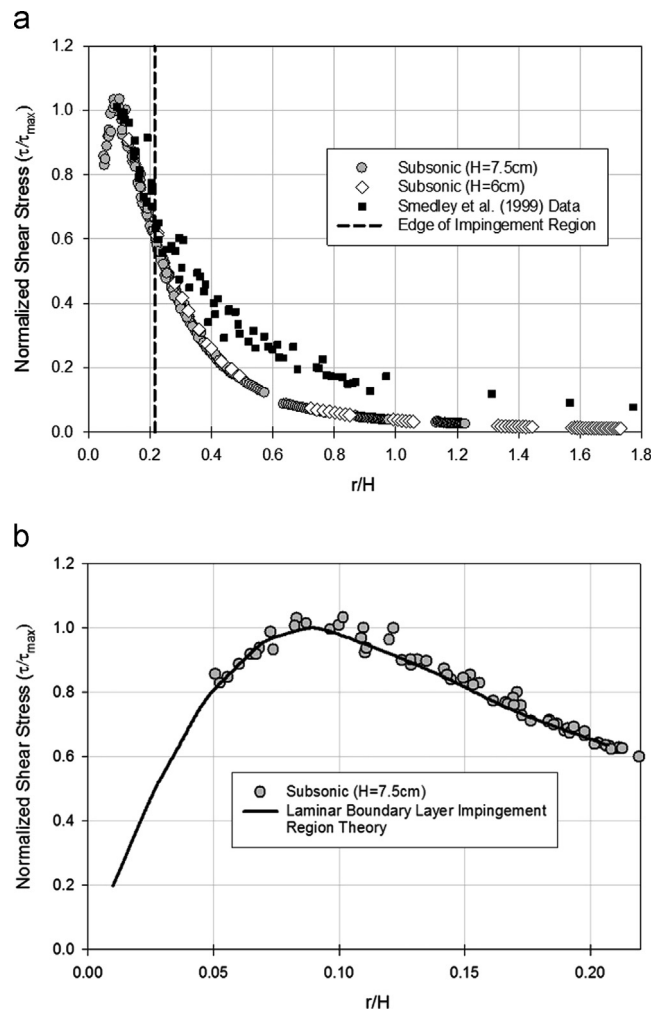 a
1.2
1.0
0.8
0.6
0.4
0.2
0.0
Normalized Shear Stress (τ/τmax)
Subsonic (H=7.5cm)
Subsonic (H=6cm)
Smedley et al. (1999) Data
Edge of Impingement Region
0.0 0.2 0.4 0.6 0.8 1.0 1.2 1.4 1.6 1.8
r/H
b
1.2
1.0
0.8
0.6
0.4
0.2
0.0
Normalized Shear Stress (τ/τmax)
Subsonic (H=7.5cm)
Laminar Boundary Layer Impingement
Region Theory
0.00 0.05 0.10 0.15 0.20
r/H